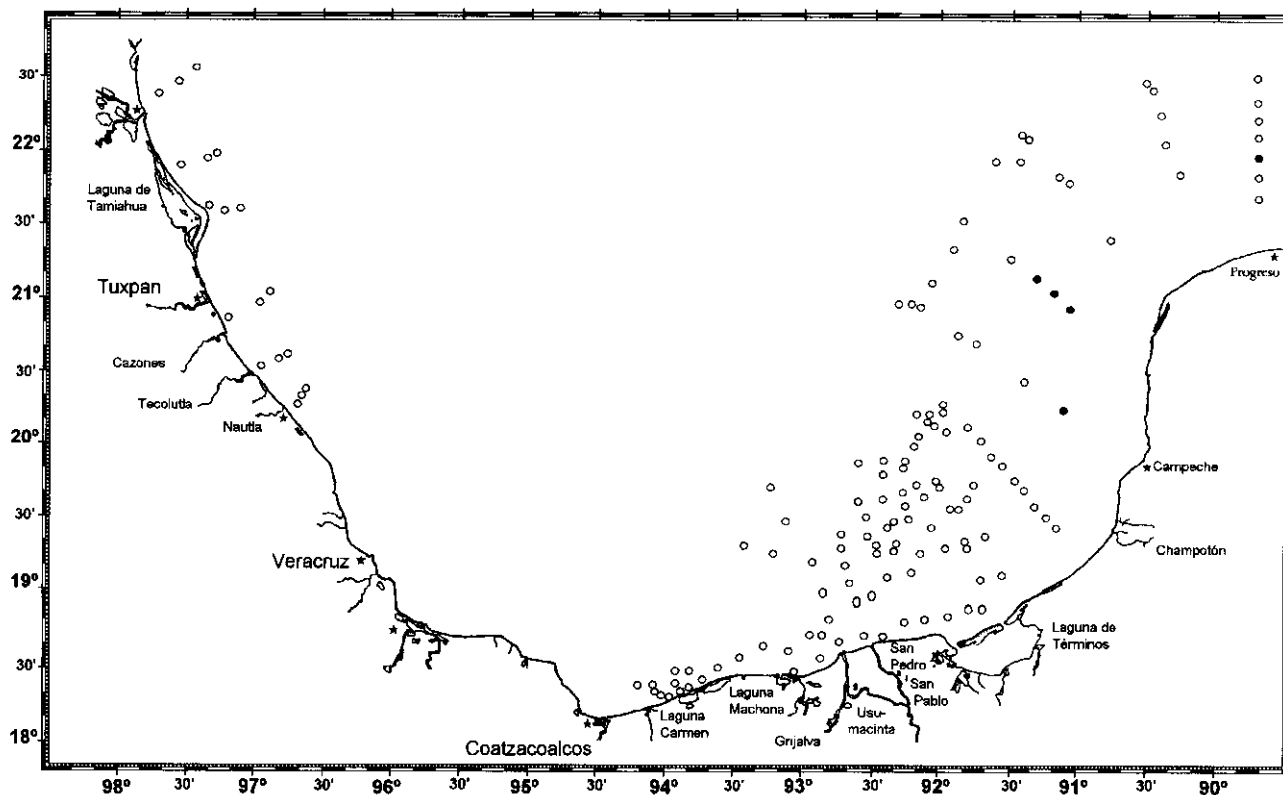 30'
22º
Laguna de
Tamiahua
30'
Progreso
21º
Tuxpan
Cazones
30'
Tecolutla
Nautla
20º
Campeche
30'
Champotón
Veracruz
19º
Laguna de
Términos
San
Pedro
30'
San
Pablo
Laguna
Machona
Laguna
Carmen
Usu-
macinta
Grijalva
18º
Coatzacoalcos
98º 30' 97º 30' 96º 30' 95º 30' 94º 30' 93º 30' 92º 30' 91º 30' 90º